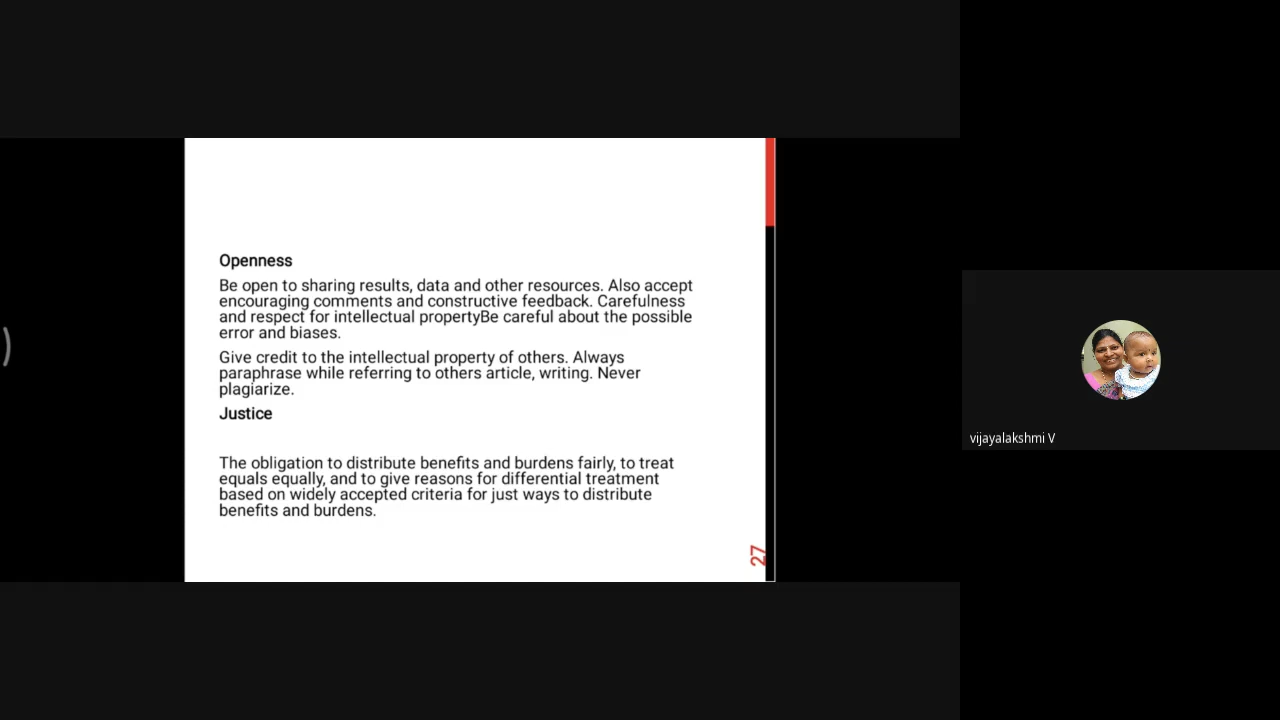 Openness
Be open to sharing results, data and other resources. Also accept
encouraging comments and constructive feedback. Carefulness
and respect for intellectual propertyBe careful about the possible
error and biases.
Give credit to the intellectual property of others. Always
paraphrase while referring to others article, writing. Never
plagiarize.
Justice
The obligation to distribute benefits and burdens fairly, to treat
equals equally, and to give reasons for differential treatment
based on widely accepted criteria for just ways to distribute
benefits and burdens.
27
vijayalakshmi V